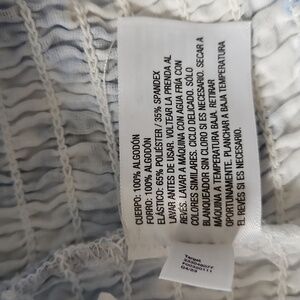 CUERPO: 100% ALGODÓN
FORRO: 100% ALGODÓN
ELÁSTICO: 65% POLIÉSTER / 35% SPANDEX
LAVAR ANTES DE USAR. VOLTEAR LA PRENDA AL
REVÉS. LAVAR A MÁQUINA CON AGUA FRÍA CON
COLORES SIMILARES. CICLO DELICADO. SÓLO
BLANQUEADOR SIN CLORO SI ES NECESARIO. SECAR A
MÁQUINA A TEMPERATURA BAJA. RETIRAR
OPORTUNAMENTE. PLANCHAR A BAJA TEMPERATURA
EL REVÉS SI ES NECESARIO.